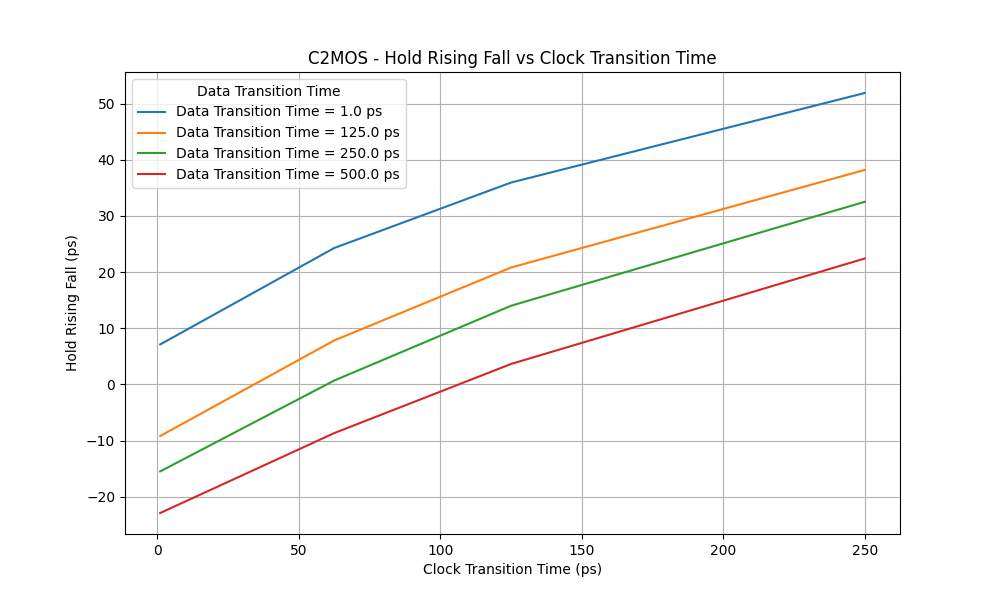 C2MOS - Hold Rising Fall vs Clock Transition Time
Data Transition Time
Data Transition Time = 1.0 ps
Data Transition Time = 125.0 ps
Data Transition Time = 250.0 ps
Data Transition Time = 500.0 ps
Hold Rising Fall (ps)
50
40
30
20
10
0
−10
−20
0
50
100
150
200
250
Clock Transition Time (ps)